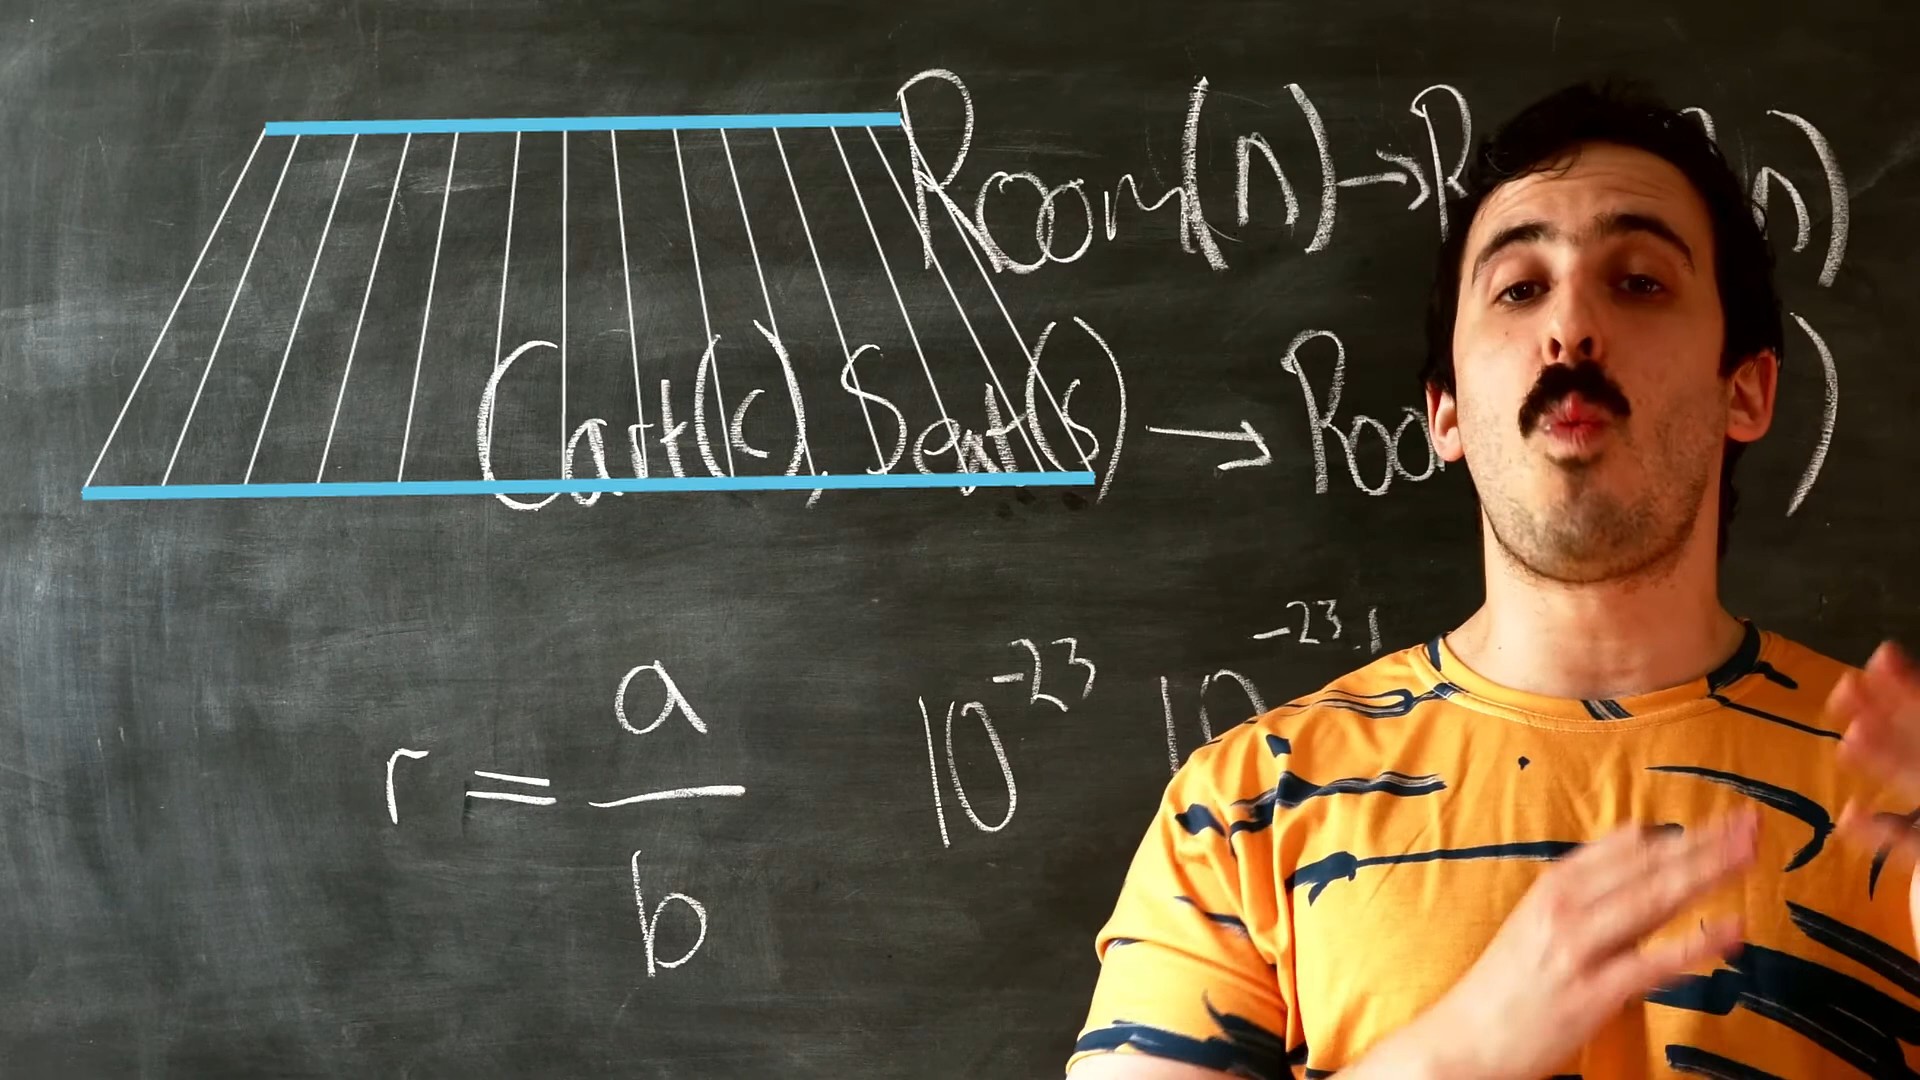 Room(n) → R n)
Cart(c), Seat(s) → Roo )
r = a/b
10^-23 10^-23.1